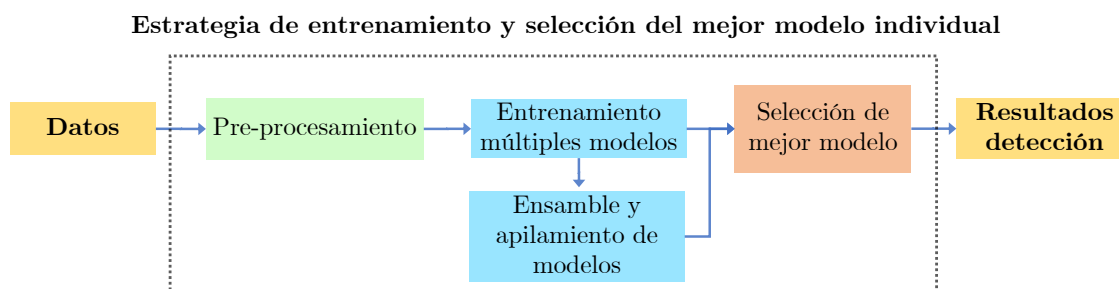 Estrategia de entrenamiento y selección del mejor modelo individual
Datos
Pre-procesamiento
Entrenamiento
múltiples modelos
Ensamble y
apilamiento de
modelos
Selección de
mejor modelo
Resultados
detección